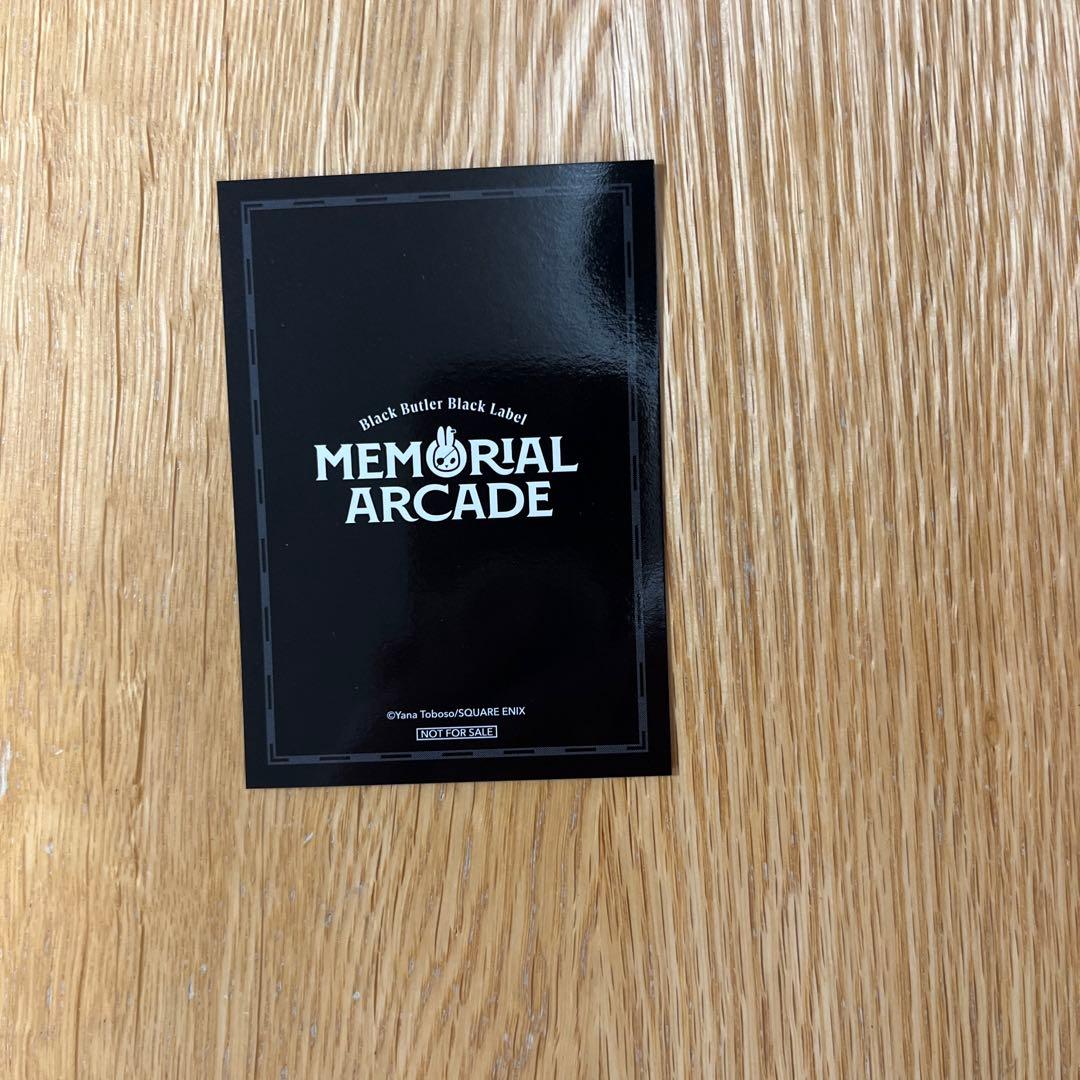 Black Butler Black Label
MEMORIAL
ARCADE
©Yana Toboso/SQUARE ENIX
NOT FOR SALE